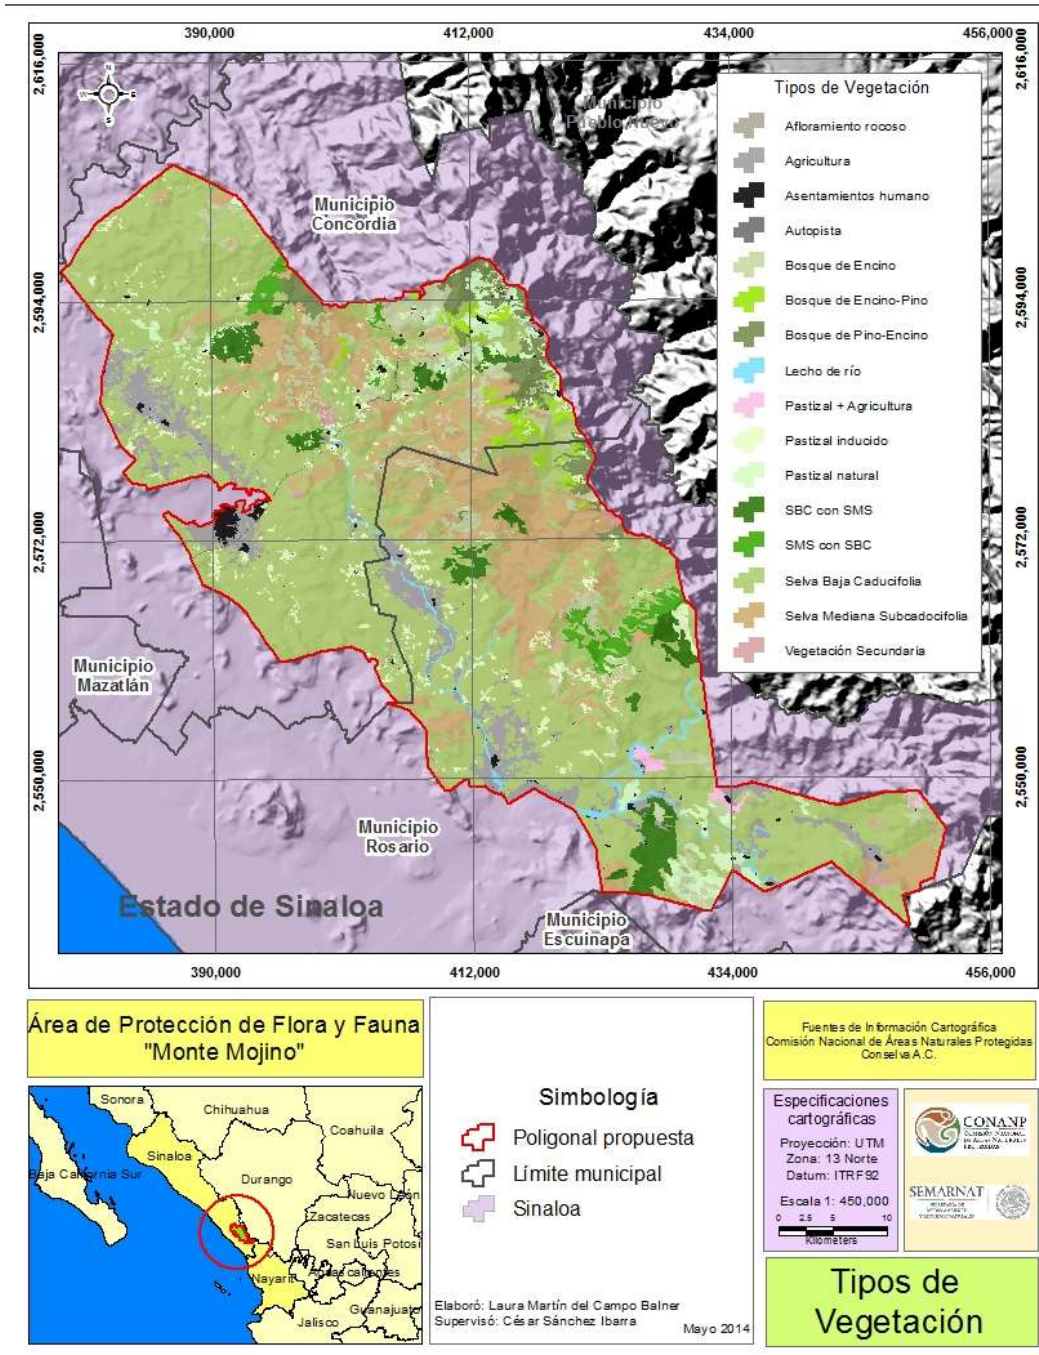 390,000
412,000
434,000
456,000
2,616,000
2,616,000
N
W
E
S
Municipio
Pueblo Nuevo
Tipos de Vegetación
Afloramiento rocoso
Agricultura
Asentamientos humano
Autopista
Bosque de Encino
Bosque de Encino-Pino
Bosque de Pino-Encino
Lecho de río
Pastizal + Agricultura
Pastizal inducido
Pastizal natural
SBC con SMS
SMS con SBC
Selva Baja Caducifolia
Selva Mediana Subcadocifolia
Vegetación Secundaria
Municipio
Concordia
2,594,000
2,594,000
2,572,000
2,572,000
Municipio
Mazatlán
2,550,000
2,550,000
Municipio
Rosario
Estado de Sinaloa
Municipio
Escuinapa
390,000
412,000
434,000
456,000
Área de Protección de Flora y Fauna
"Monte Mojino"
Sonora
Chihuahua
Coahuila
Sinaloa
Baja California Sur
Durango
Nuevo León
Zacatecas
San Luis Potosi
Nayarit
Aguascalientes
Guanajuato
Jalisco
Simbología
Poligonal propuesta
Límite municipal
Sinaloa
Elaboró: Laura Martín del Campo Balner
Supervisó: César Sánchez Ibarra
Mayo 2014
Fuentes de Información Cartográfica
Comisión Nacional de Áreas Naturales Protegidas
Conselva A.C.
Especificaciones
cartográficas
Proyección: UTM
Zona: 13 Norte
Datum: ITRF92
Escala 1: 450,000
0 2.5 5 10
Kilometers
CONANP
COMISIÓN NACIONAL
DE ÁREAS NATURALES
PROTEGIDAS
SEMARNAT
Tipos de
Vegetación